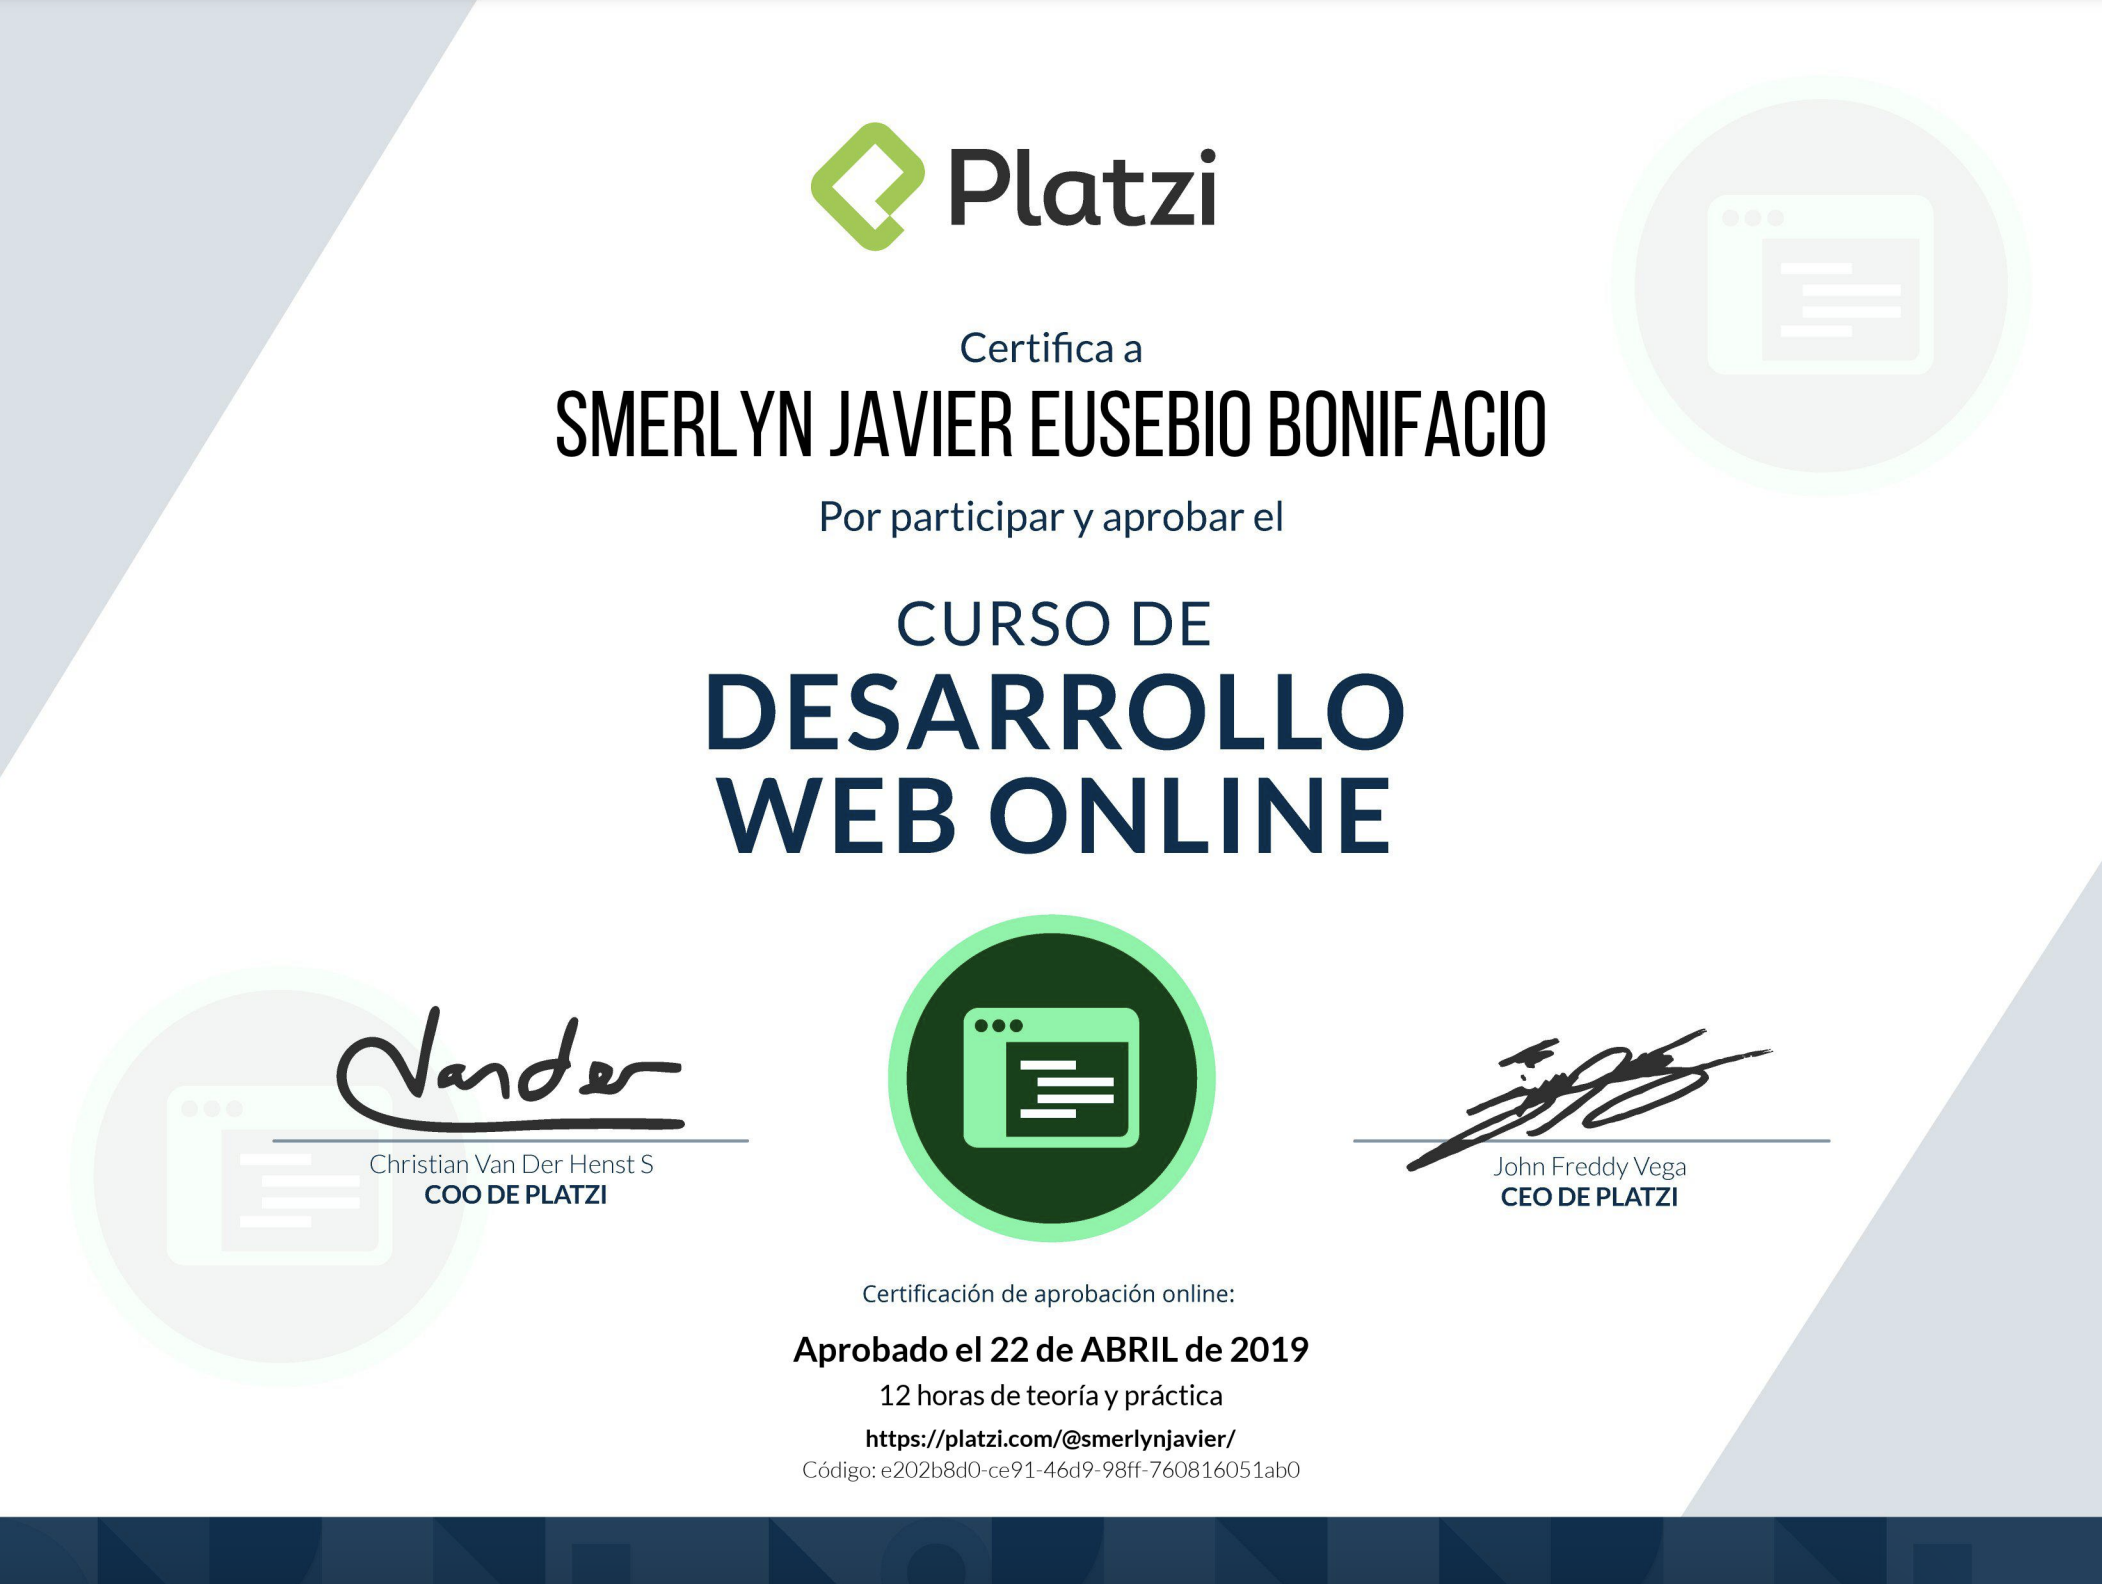 Platzi
Certifica a
SMERLYN JAVIER EUSEBIO BONIFACIO
Por participar y aprobar el
CURSO DE
DESARROLLO
WEB ONLINE
Vander
Christian Van Der Henst S
COO DE PLATZI
John Freddy Vega
CEO DE PLATZI
Certificación de aprobación online:
Aprobado el 22 de ABRIL de 2019
12 horas de teoría y práctica
https://platzi.com/@smerlynjavier/
Código: e202b8d0-ce91-46d9-98ff-760816051ab0